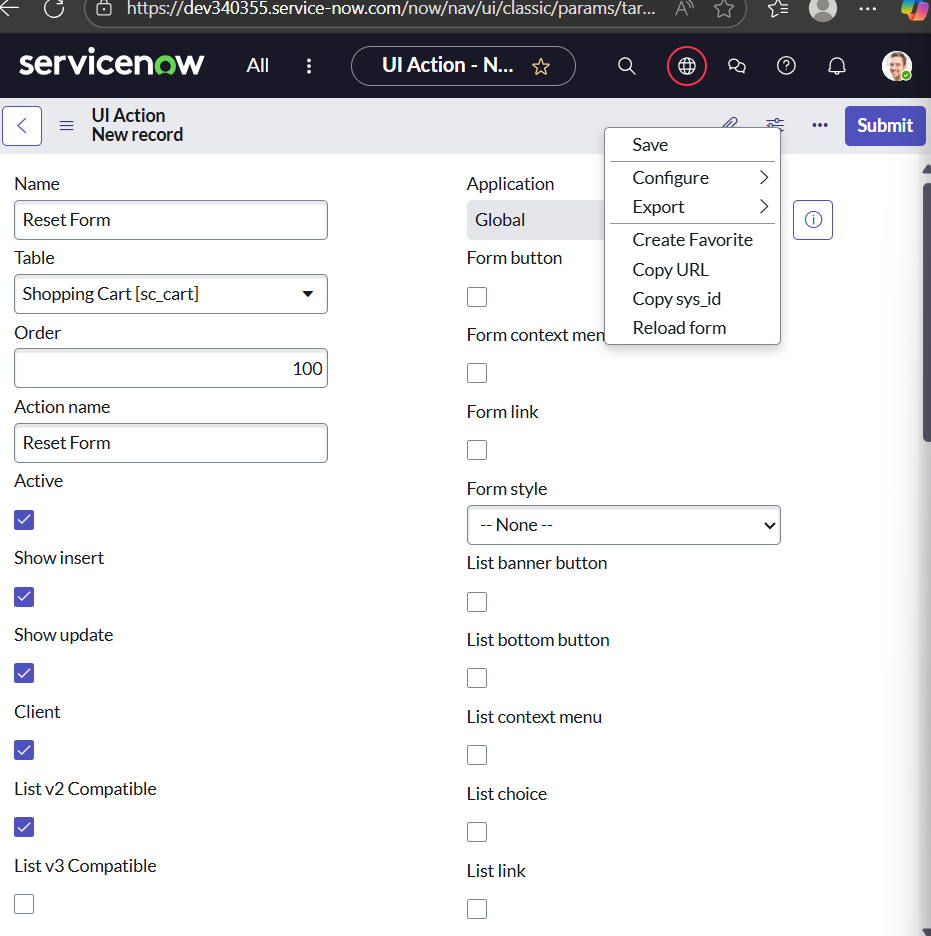 https://dev340355.service-now.com/now/nav/ui/classic/params/tar...
servicenow
All
UI Action - N...
UI Action
New record
Submit
Save
Configure
Export
Create Favorite
Copy URL
Copy sys_id
Reload form
Name
Reset Form
Table
Shopping Cart [sc_cart]
Order
100
Action name
Reset Form
Active
Show insert
Show update
Client
List v2 Compatible
List v3 Compatible
Application
Global
Form button
Form context men
Form link
Form style
-- None --
List banner button
List bottom button
List context menu
List choice
List link